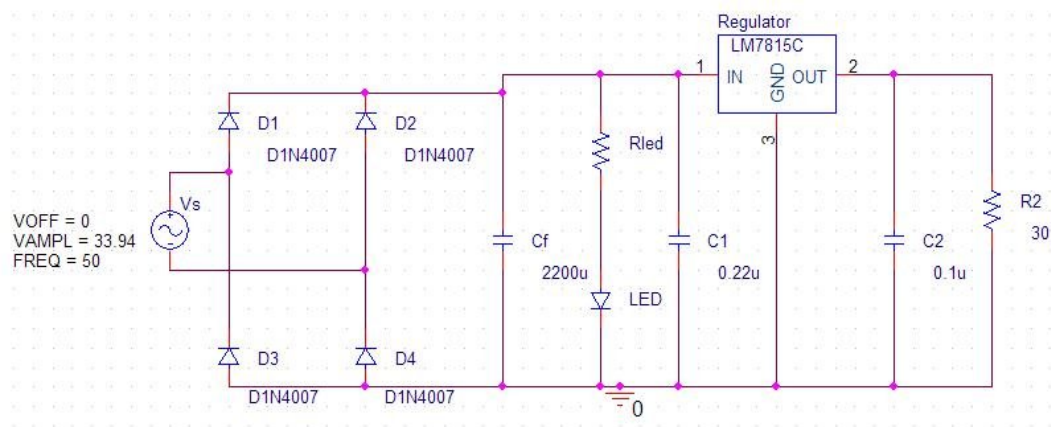 Regulator
LM7815C
1
IN
GND
OUT
2
3
D1
D1N4007
D2
D1N4007
Vs
VOFF = 0
VAMPL = 33.94
FREQ = 50
Rled
Cf
2200u
C1
0.22u
C2
0.1u
R2
30
LED
D3
D1N4007
D4
D1N4007
0